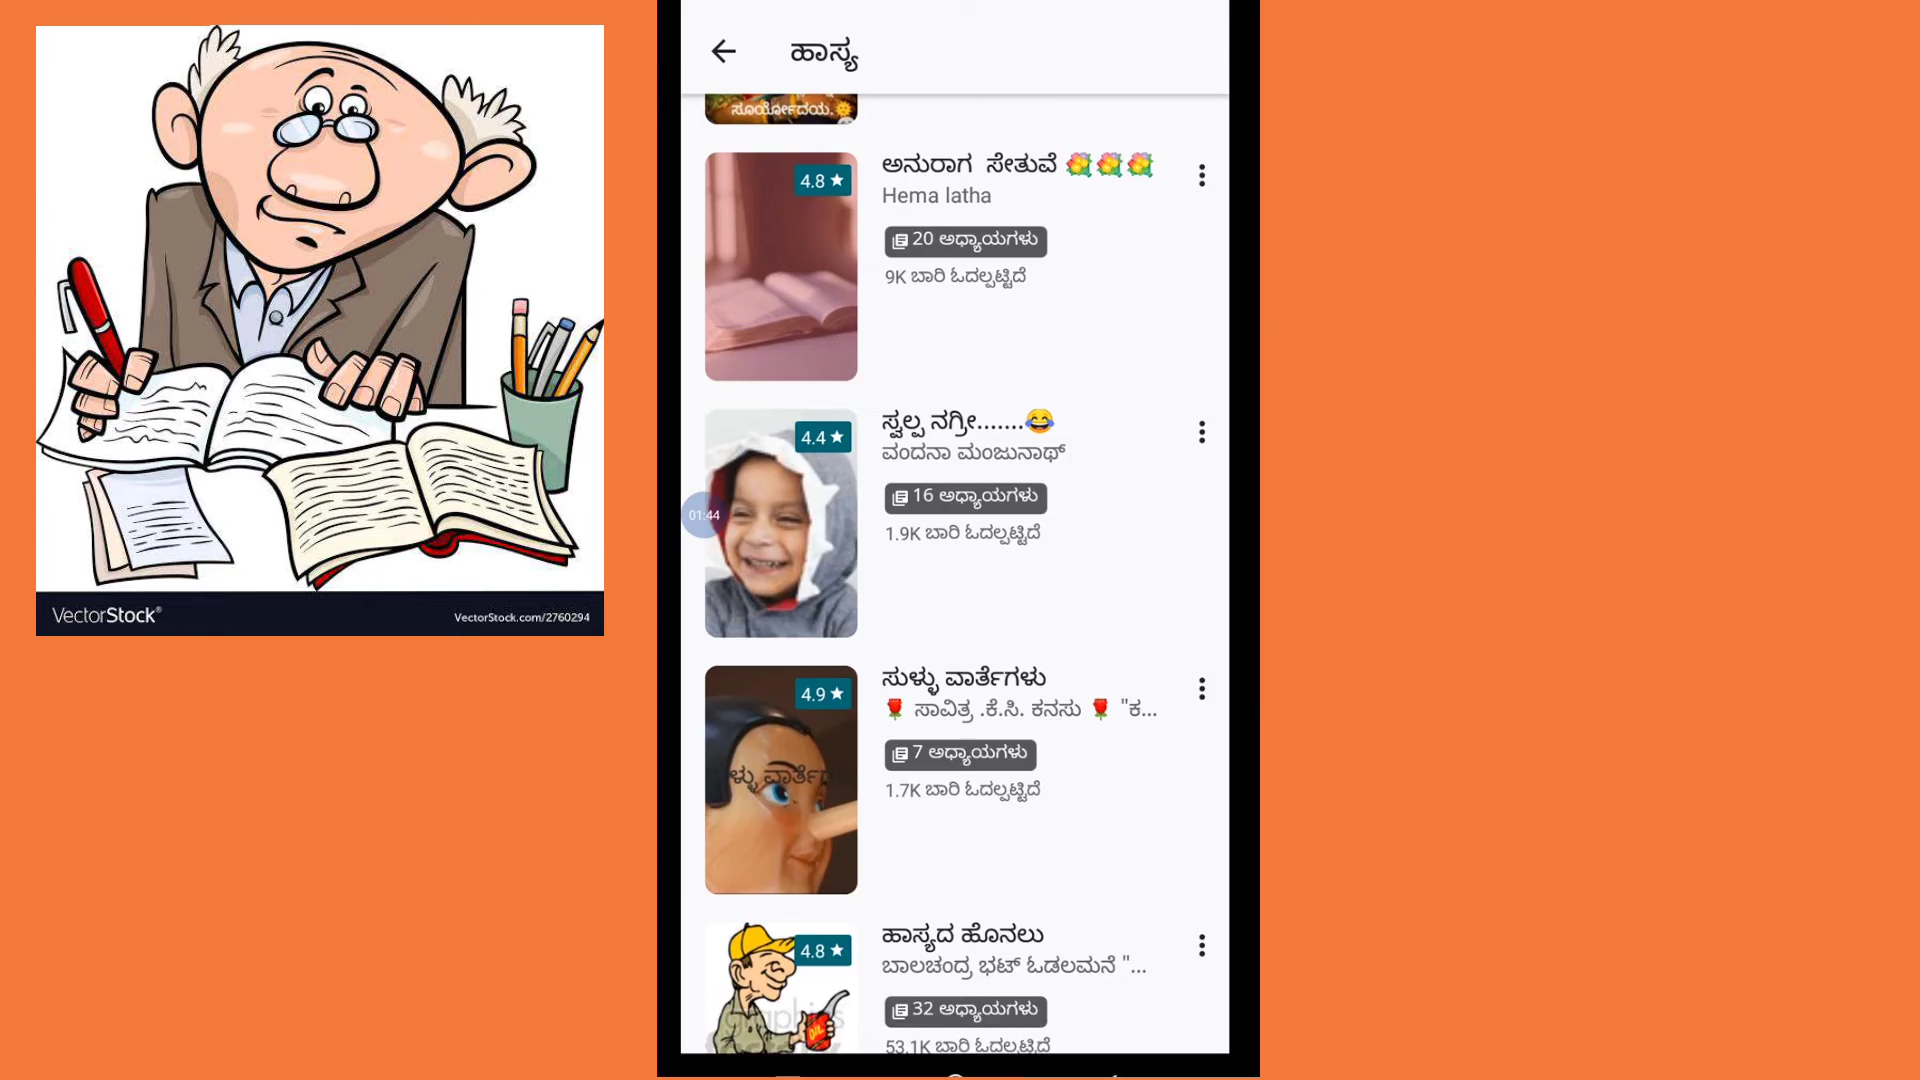 ಹಾಸ್ಯ
ಸೂರ್ಯೋದಯ.🌞
4.8 ★
ಅನುರಾಗ ಸೇತುವೆ 💐💐💐
Hema latha
20 ಅಧ್ಯಾಯಗಳು
9K ಬಾರಿ ಓದಲ್ಪಟ್ಟಿದೆ
4.4 ★
ಸ್ವಲ್ಪ ನಗ್ರೀ.......😂
ವಂದನಾ ಮಂಜುನಾಥ್
16 ಅಧ್ಯಾಯಗಳು
1.9K ಬಾರಿ ಓದಲ್ಪಟ್ಟಿದೆ
01:44
4.9 ★
ಸುಳ್ಳು ವಾರ್ತೆಗಳು
🌹 ಸಾವಿತ್ರ .ಕೆ.ಸಿ. ಕನಸು 🌹 "ಕ...
7 ಅಧ್ಯಾಯಗಳು
1.7K ಬಾರಿ ಓದಲ್ಪಟ್ಟಿದೆ
4.8 ★
ಹಾಸ್ಯದ ಹೊನಲು
ಬಾಲಚಂದ್ರ ಭಟ್ ಓಡಲಮನೆ "...
32 ಅಧ್ಯಾಯಗಳು
53.1K ಬಾರಿ ಓದಲ್ಪಟ್ಟಿದೆ
OIL
VectorStock®
VectorStock.com/2760294